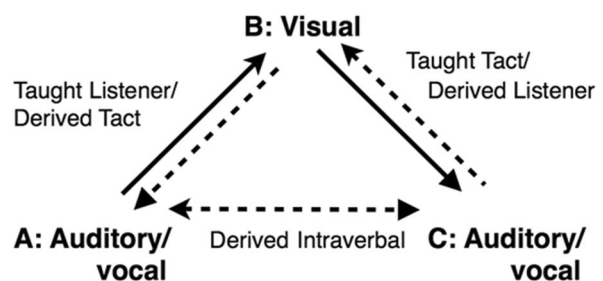 B: Visual
Taught Listener/
Derived Tact
Taught Tact/
Derived Listener
A: Auditory/
vocal
Derived Intraverbal
C: Auditory/
vocal